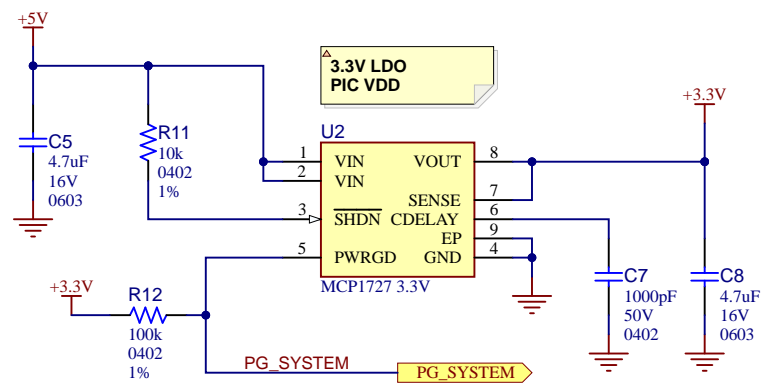 +5V
3.3V LDO
PIC VDD
+3.3V
C5
4.7uF
16V
0603
R11
10k
0402
1%
U2
1 VIN VOUT 8
2 VIN
SENSE 7
3 SHDN CDELAY 6
EP 9
5 PWRGD GND 4
MCP1727 3.3V
C7
1000pF
50V
0402
C8
4.7uF
16V
0603
+3.3V
R12
100k
0402
1%
PG_SYSTEM
PG_SYSTEM